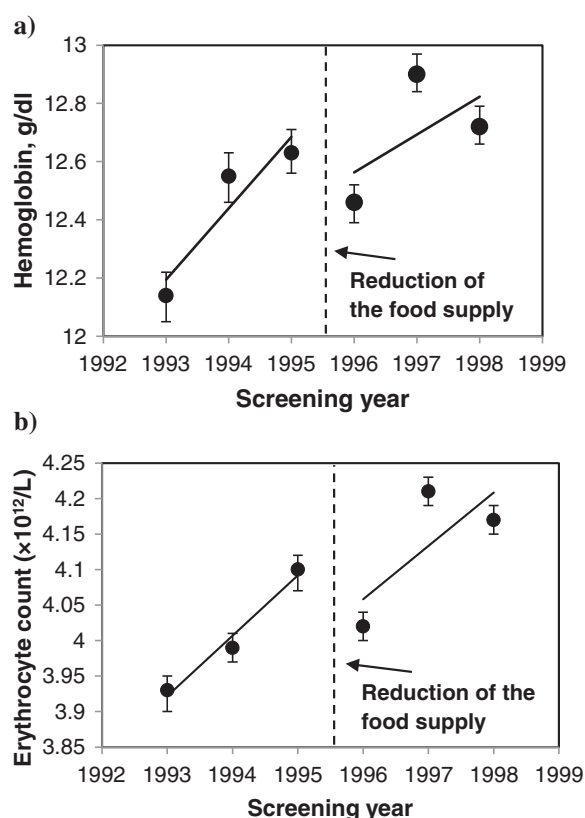 a)
Hemoglobin, g/dl
13
12.8
12.6
12.4
12.2
12
Reduction of
the food supply
1992 1993 1994 1995 1996 1997 1998 1999
Screening year
b)
Erythrocyte count (×10¹²/L)
4.25
4.2
4.15
4.1
4.05
4
3.95
3.9
3.85
Reduction of the
food supply
1992 1993 1994 1995 1996 1997 1998 1999
Screening year